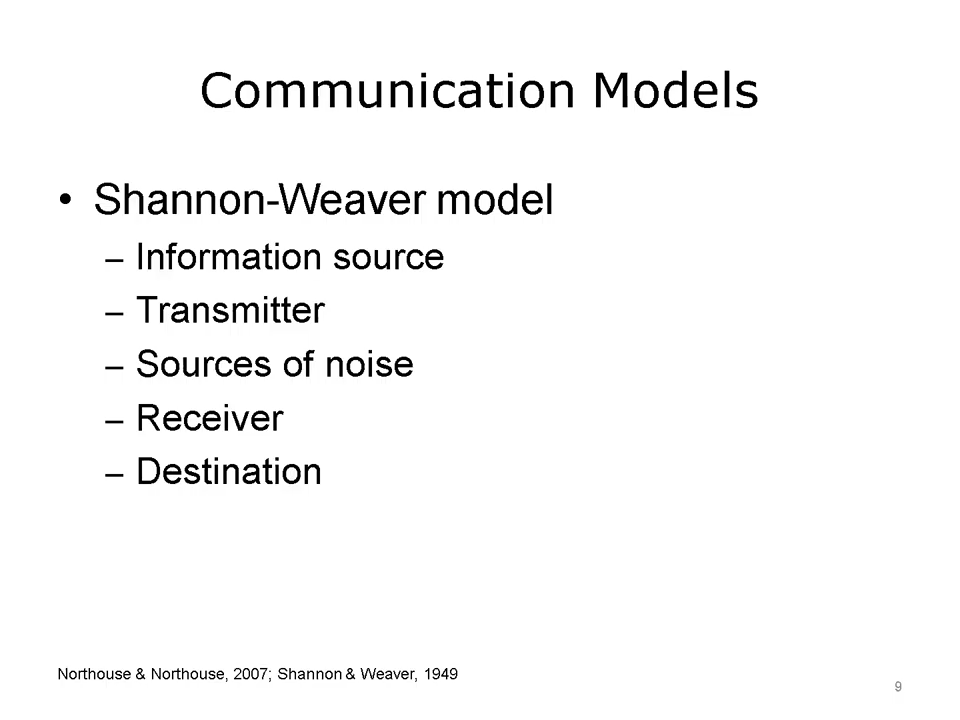 Communication Models
• Shannon-Weaver model
– Information source
– Transmitter
– Sources of noise
– Receiver
– Destination
Northouse & Northouse, 2007; Shannon & Weaver, 1949
9